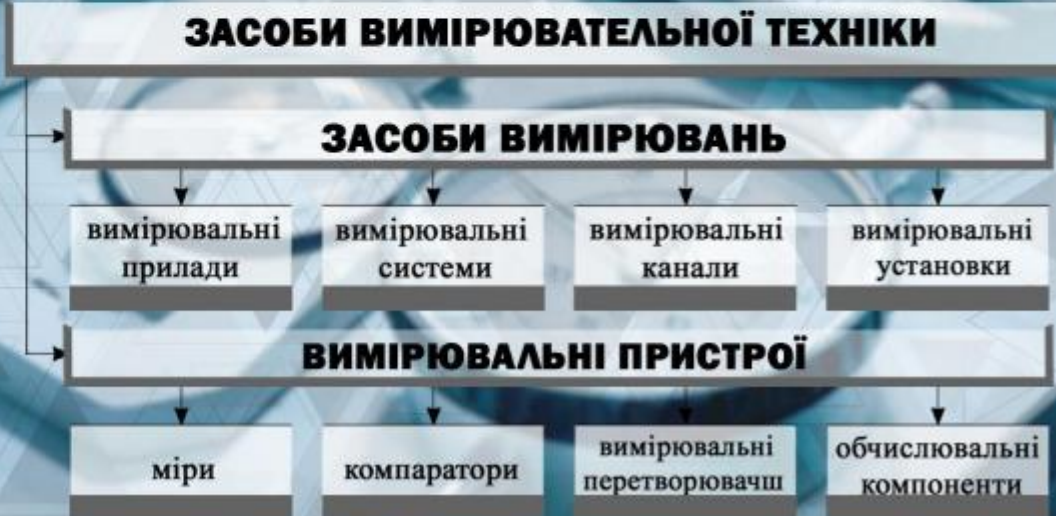 ЗАСОБИ ВИМІРЮВАТЕЛЬНОЇ ТЕХНІКИ
ЗАСОБИ ВИМІРЮВАНЬ
вимірювальні
прилади
вимірювальні
системи
вимірювальні
канали
вимірювальні
установки
ВИМІРЮВАЛЬНІ ПРИСТРОЇ
міри
компаратори
вимірювальні
перетворювачш
обчислювальні
компоненти